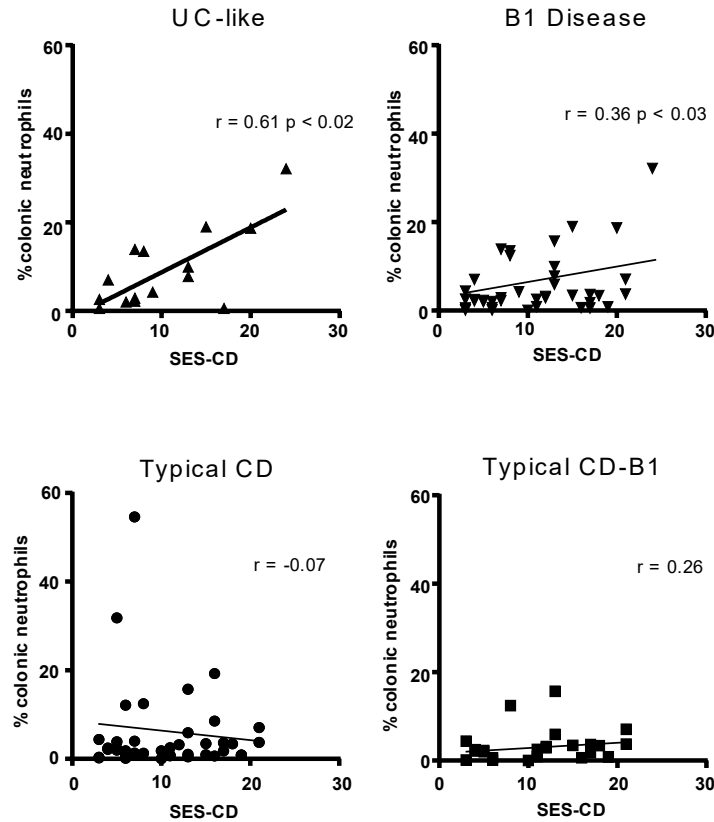 UC-like
60
40
20
0
% colonic neutrophils
r = 0.61 p < 0.02
0 10 20 30
SES-CD
B1 Disease
60
40
20
0
% colonic neutrophils
r = 0.36 p < 0.03
0 10 20 30
SES-CD
Typical CD
60
40
20
0
% colonic neutrophils
r = -0.07
0 10 20 30
SES-CD
Typical CD-B1
60
40
20
0
% colonic neutrophils
r = 0.26
0 10 20 30
SES-CD